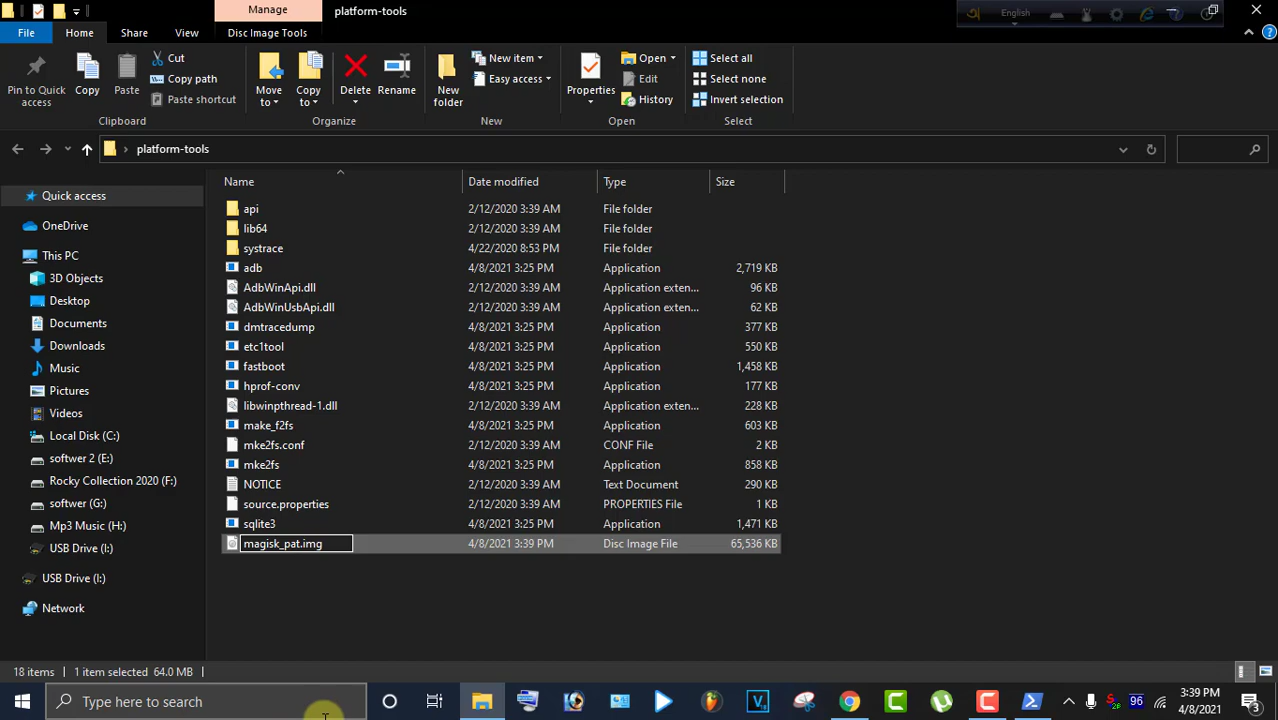 Manage
platform-tools
English
File
Home
Share
View
Disc Image Tools
Pin to Quick access
Copy
Paste
Cut
Copy path
Paste shortcut
Clipboard
Move to
Copy to
Delete
Rename
Organize
New folder
New item
Easy access
New
Properties
Open
Edit
History
Open
Select all
Select none
Invert selection
Select
platform-tools
Quick access
OneDrive
This PC
3D Objects
Desktop
Documents
Downloads
Music
Pictures
Videos
Local Disk (C:)
softwer 2 (E:)
Rocky Collection 2020 (F:)
softwer (G:)
Mp3 Music (H:)
USB Drive (I:)
USB Drive (I:)
Network
Name Date modified Type Size
api 2/12/2020 3:39 AM File folder
lib64 2/12/2020 3:39 AM File folder
systrace 4/22/2020 8:53 PM File folder
adb 4/8/2021 3:25 PM Application 2,719 KB
AdbWinApi.dll 2/12/2020 3:39 AM Application exten... 96 KB
AdbWinUsbApi.dll 2/12/2020 3:39 AM Application exten... 62 KB
dmtracedump 4/8/2021 3:25 PM Application 377 KB
etc1tool 4/8/2021 3:25 PM Application 550 KB
fastboot 4/8/2021 3:25 PM Application 1,458 KB
hprof-conv 4/8/2021 3:25 PM Application 177 KB
libwinpthread-1.dll 2/12/2020 3:39 AM Application exten... 228 KB
make_f2fs 4/8/2021 3:25 PM Application 603 KB
mke2fs.conf 2/12/2020 3:39 AM CONF File 2 KB
mke2fs 4/8/2021 3:25 PM Application 858 KB
NOTICE 2/12/2020 3:39 AM Text Document 290 KB
source.properties 2/12/2020 3:39 AM PROPERTIES File 1 KB
sqlite3 4/8/2021 3:25 PM Application 1,471 KB
magisk_pat.img 4/8/2021 3:39 PM Disc Image File 65,536 KB
18 items 1 item selected 64.0 MB
Type here to search
96
3:39 PM
4/8/2021
3